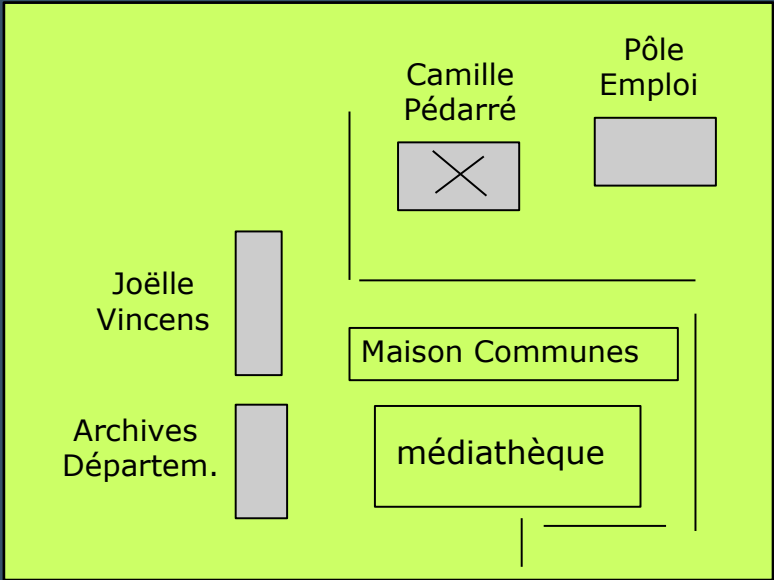 Pôle
Emploi
Camille
Pédarré
Joëlle
Vincens
Maison Communes
Archives
Départem.
médiathèque